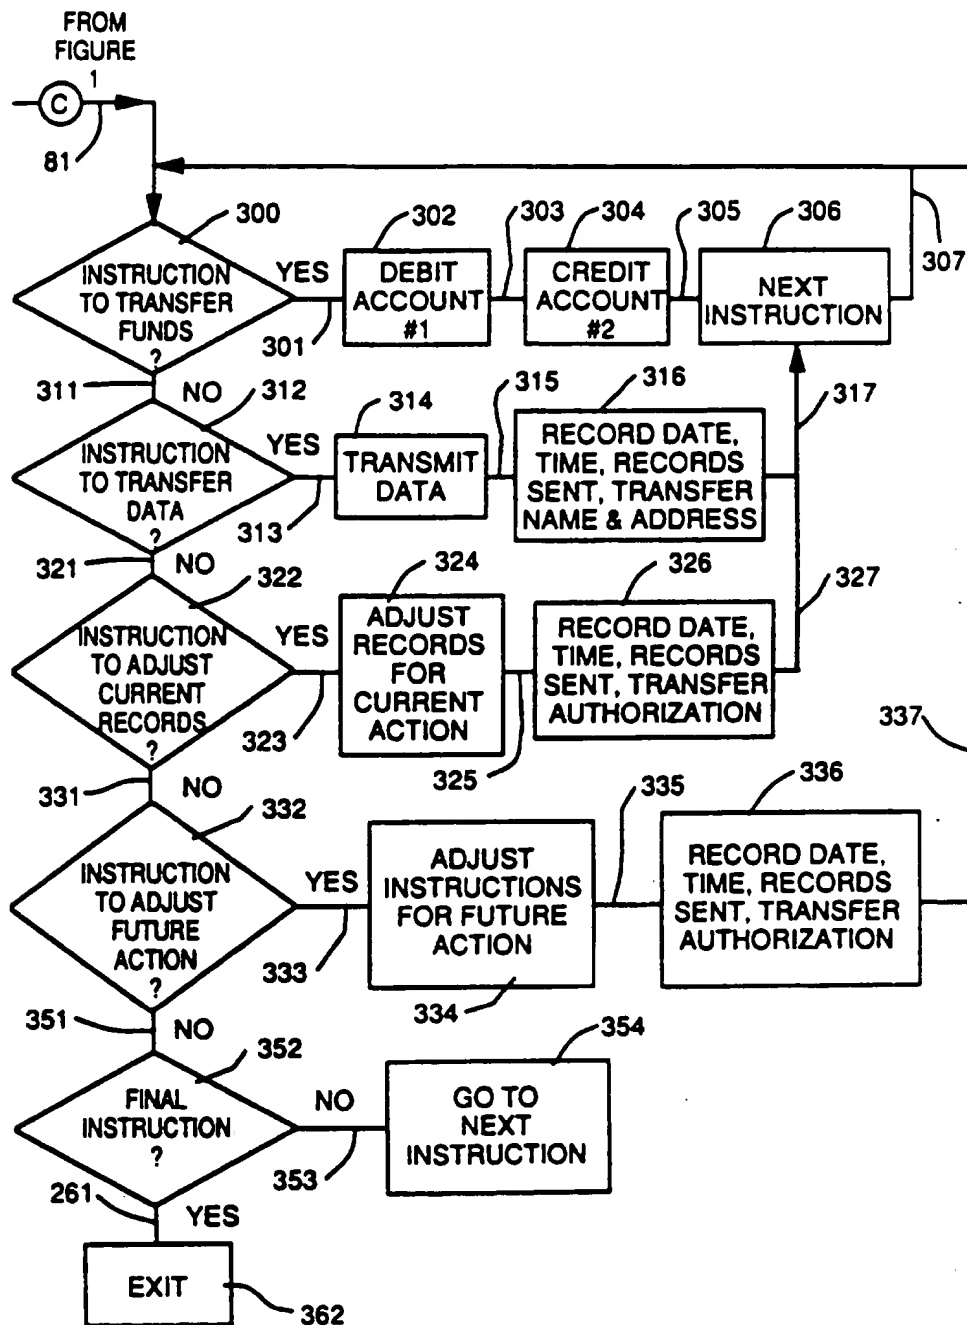 FROM
FIGURE
1
C
81
300
INSTRUCTION
TO TRANSFER
FUNDS
?
YES
301
302
DEBIT
ACCOUNT
#1
303
304
CREDIT
ACCOUNT
#2
305
306
NEXT
INSTRUCTION
307
311
NO
312
INSTRUCTION
TO TRANSFER
DATA
?
YES
313
314
TRANSMIT
DATA
315
316
RECORD DATE,
TIME, RECORDS
SENT, TRANSFER
NAME & ADDRESS
317
321
NO
322
INSTRUCTION
TO ADJUST
CURRENT
RECORDS
?
YES
323
324
ADJUST
RECORDS
FOR
CURRENT
ACTION
325
326
RECORD DATE,
TIME, RECORDS
SENT, TRANSFER
AUTHORIZATION
327
331
NO
332
INSTRUCTION
TO ADJUST
FUTURE
ACTION
?
YES
333
ADJUST
INSTRUCTIONS
FOR FUTURE
ACTION
334
335
336
RECORD DATE,
TIME, RECORDS
SENT, TRANSFER
AUTHORIZATION
337
351
NO
352
FINAL
INSTRUCTION
?
NO
353
354
GO TO
NEXT
INSTRUCTION
261
YES
EXIT
362